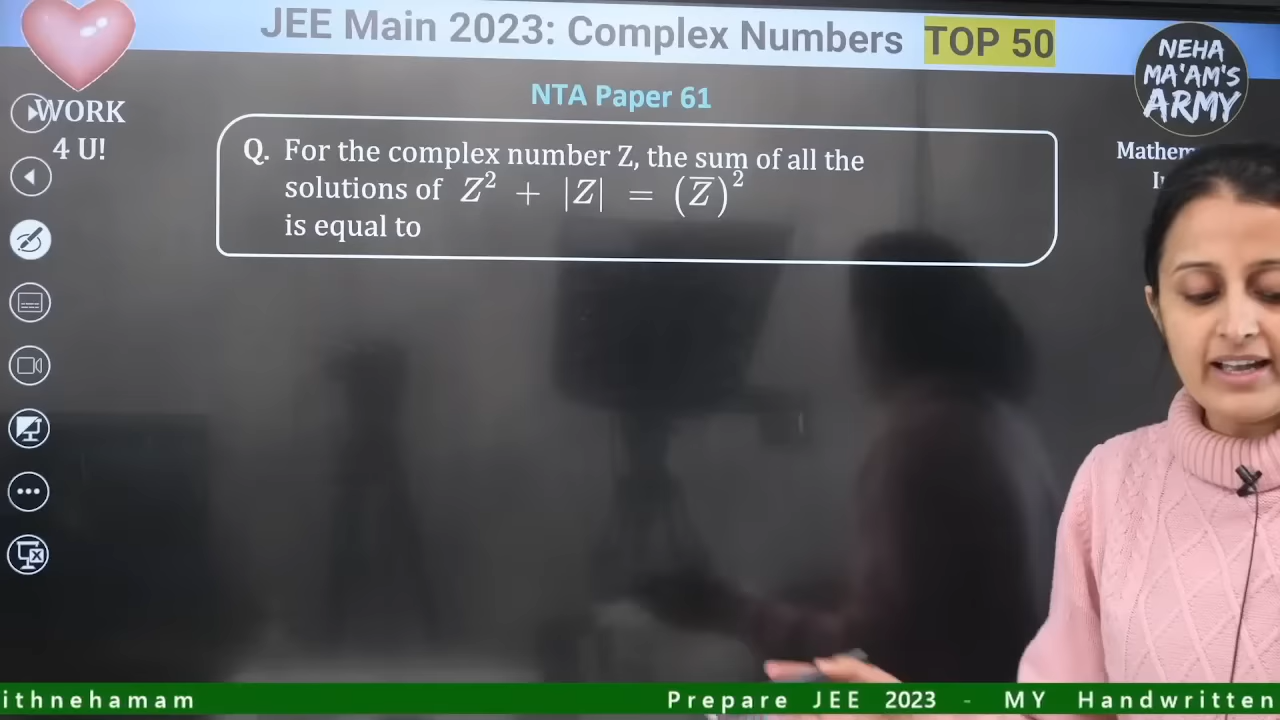 JEE Main 2023: Complex Numbers TOP 50
NEHA
MA'AM'S
ARMY
WORK
4 U!
NTA Paper 61
Q. For the complex number Z, the sum of all the
solutions of Z² + |Z| = (Z̅)²
is equal to
ithnehamam
Prepare JEE 2023 - MY Handwritten